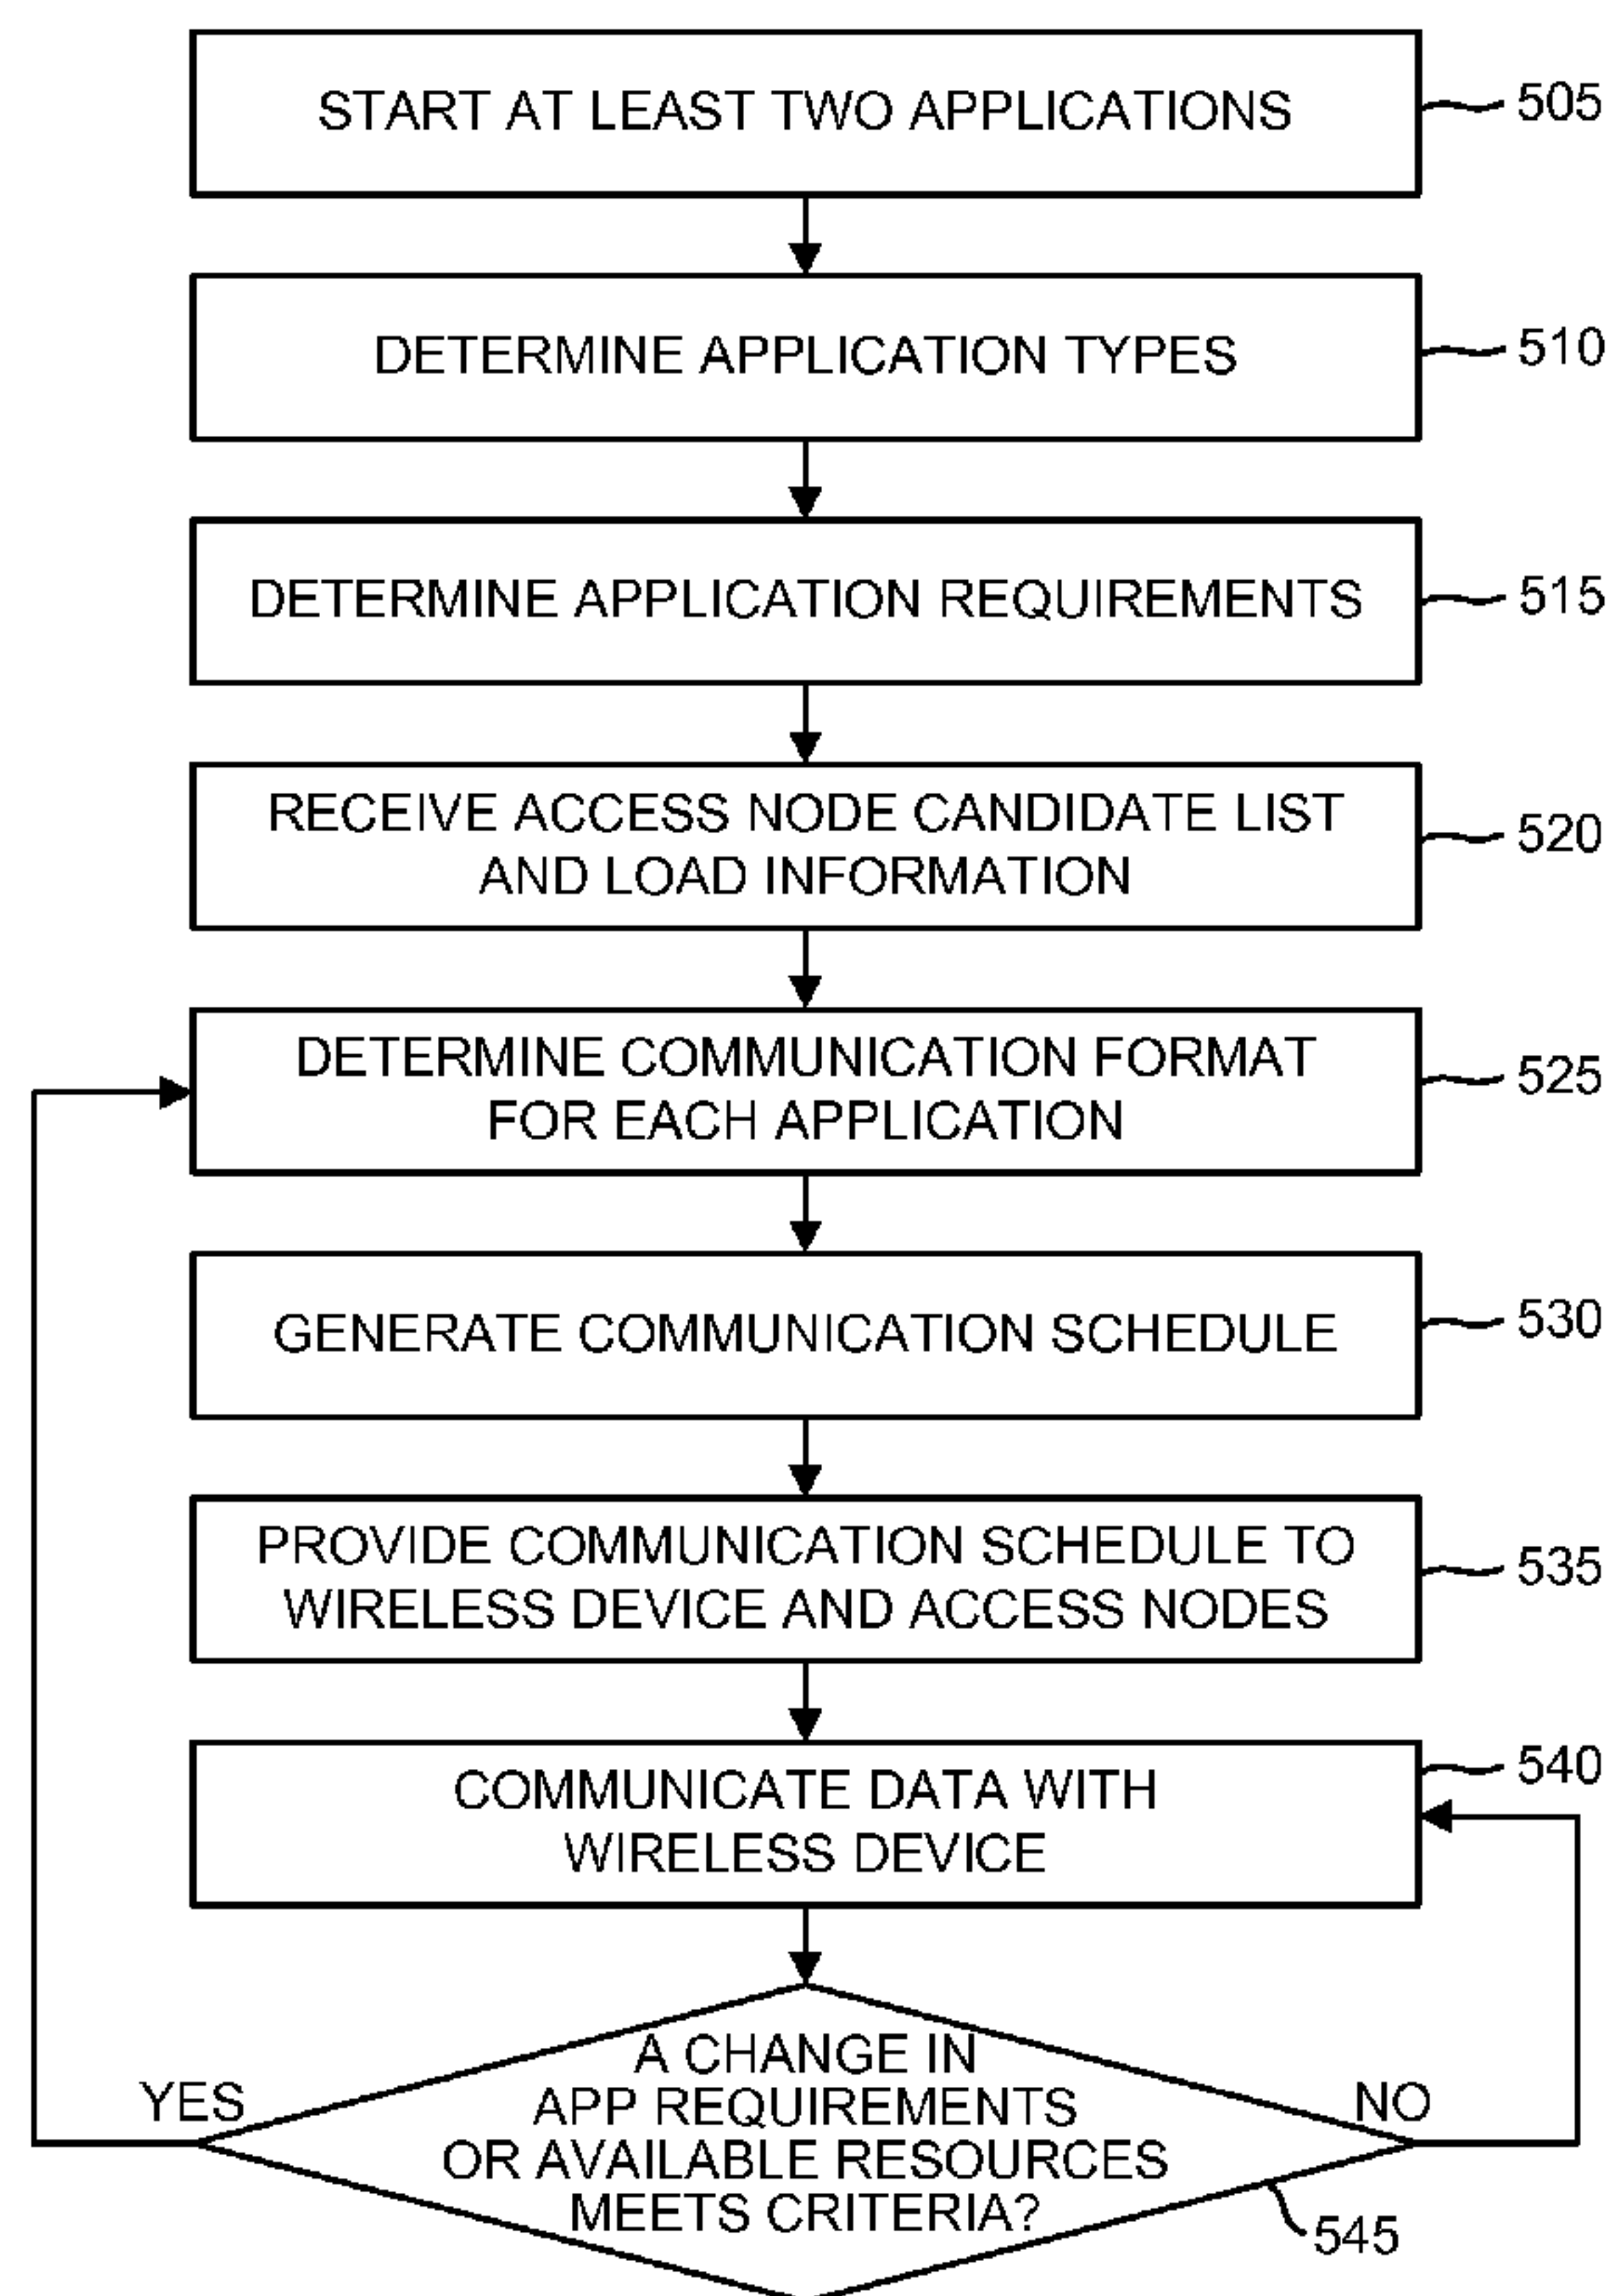 START AT LEAST TWO APPLICATIONS
505
DETERMINE APPLICATION TYPES
510
DETERMINE APPLICATION REQUIREMENTS
515
RECEIVE ACCESS NODE CANDIDATE LIST
AND LOAD INFORMATION
520
DETERMINE COMMUNICATION FORMAT
FOR EACH APPLICATION
525
GENERATE COMMUNICATION SCHEDULE
530
PROVIDE COMMUNICATION SCHEDULE TO
WIRELESS DEVICE AND ACCESS NODES
535
COMMUNICATE DATA WITH
WIRELESS DEVICE
540
A CHANGE IN
APP REQUIREMENTS
OR AVAILABLE RESOURCES
MEETS CRITERIA?
YES
NO
545